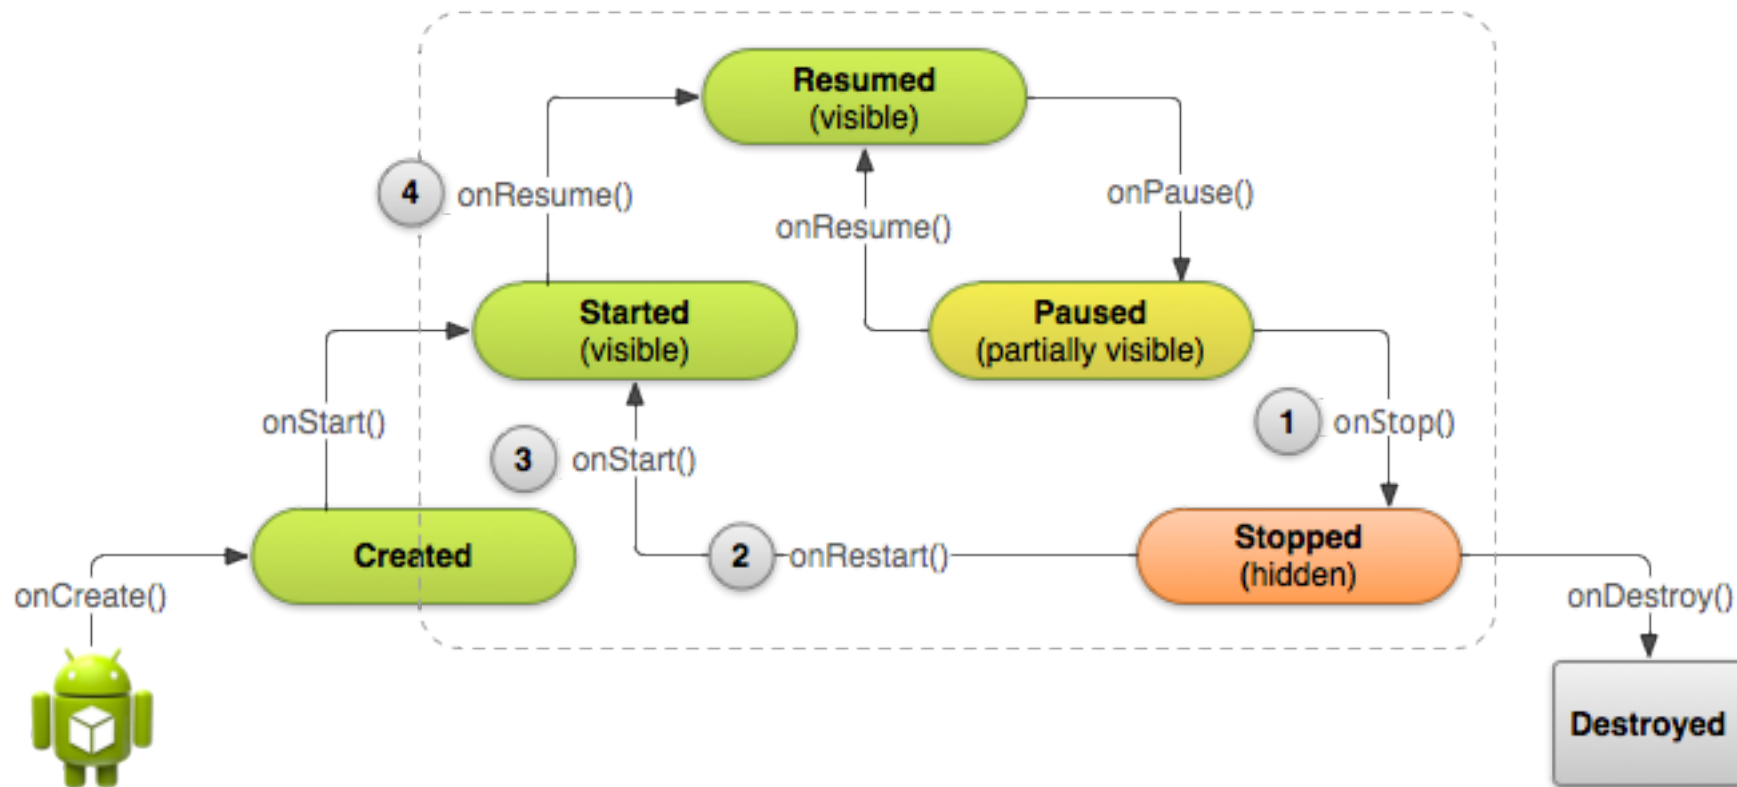 Resumed
(visible)
4
onResume()
onPause()
onResume()
Started
(visible)
Paused
(partially visible)
onStart()
3
onStart()
1
onStop()
Created
2
onRestart()
Stopped
(hidden)
onCreate()
onDestroy()
Destroyed